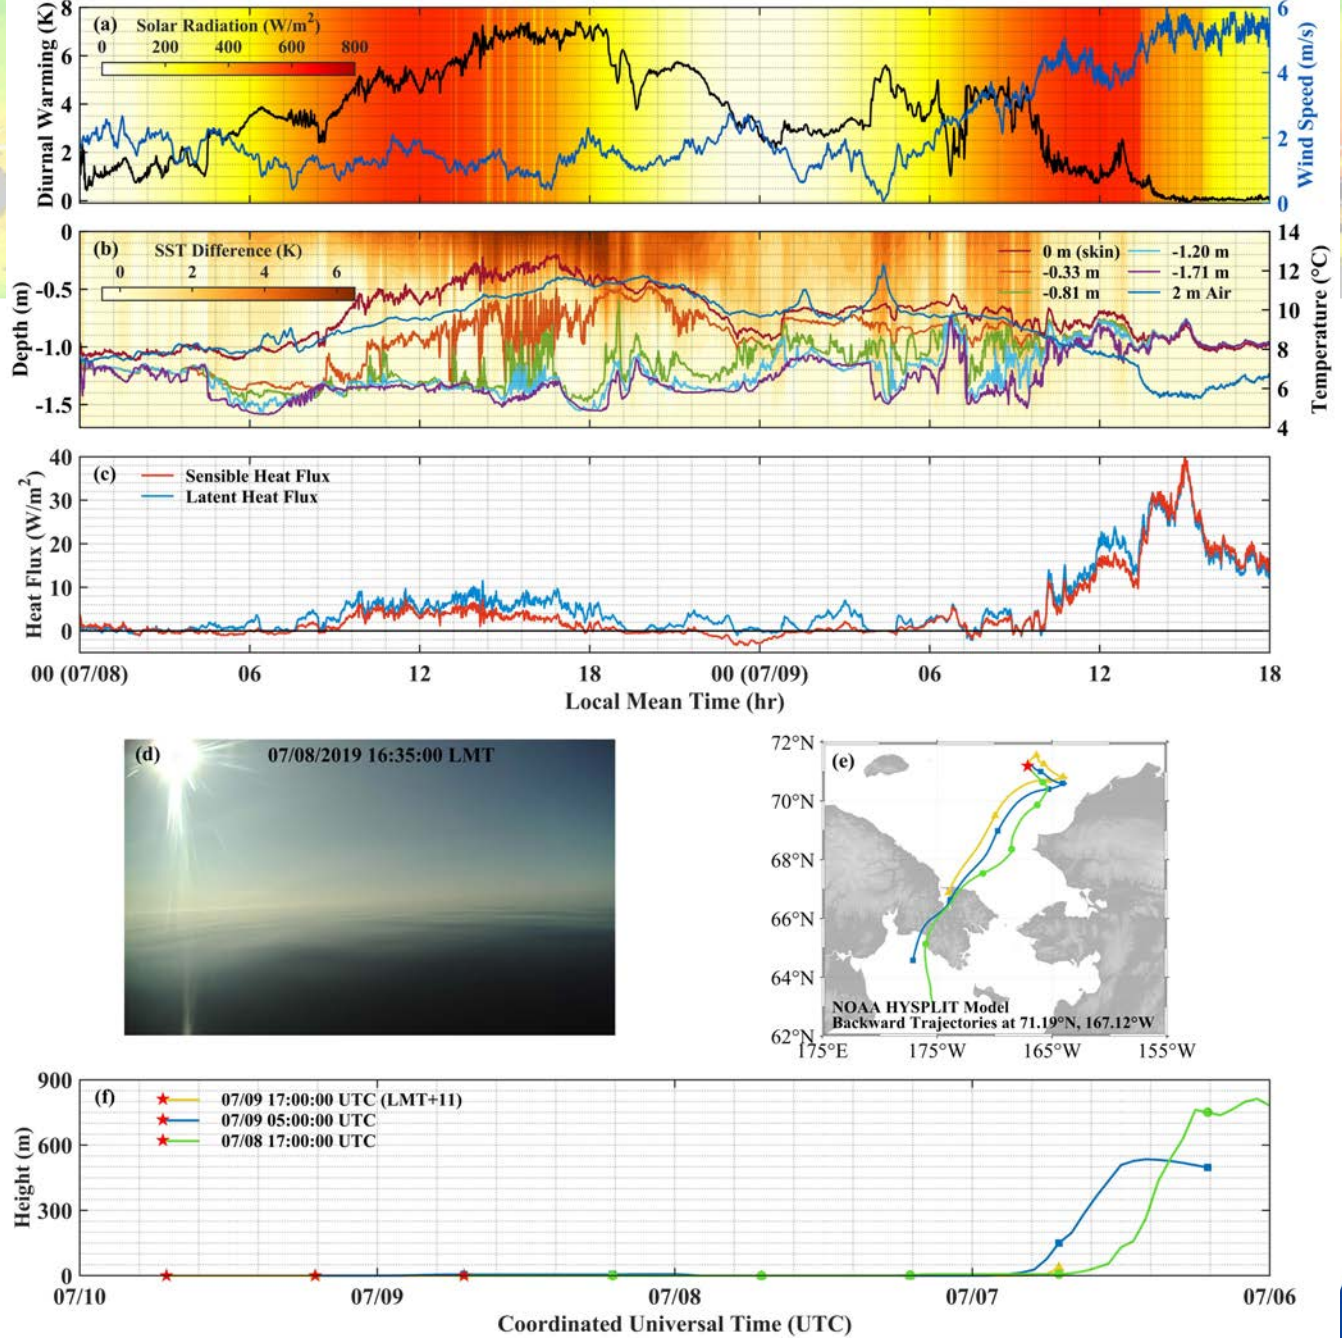 (a) Solar Radiation (W/m²)
0 200 400 600 800
Diurnal Warming (K)
8
6
4
2
0
Wind Speed (m/s)
6
4
2
0
(b) SST Difference (K)
0 2 4 6
0 m (skin) -1.20 m
-0.33 m -1.71 m
-0.81 m 2 m Air
Depth (m)
0
-0.5
-1.0
-1.5
Temperature (°C)
14
12
10
8
6
4
(c) Sensible Heat Flux
Latent Heat Flux
Heat Flux (W/m²)
40
30
20
10
0
00 (07/08) 06 12 18 00 (07/09) 06 12 18
Local Mean Time (hr)
(d) 07/08/2019 16:35:00 LMT
(e)
72°N
70°N
68°N
66°N
64°N
62°N
NOAA HYSPLIT Model
Backward Trajectories at 71.19°N, 167.12°W
175°E 175°W 165°W 155°W
(f) 07/09 17:00:00 UTC (LMT+11)
07/09 05:00:00 UTC
07/08 17:00:00 UTC
Height (m)
900
600
300
0
07/10 07/09 07/08 07/07 07/06
Coordinated Universal Time (UTC)